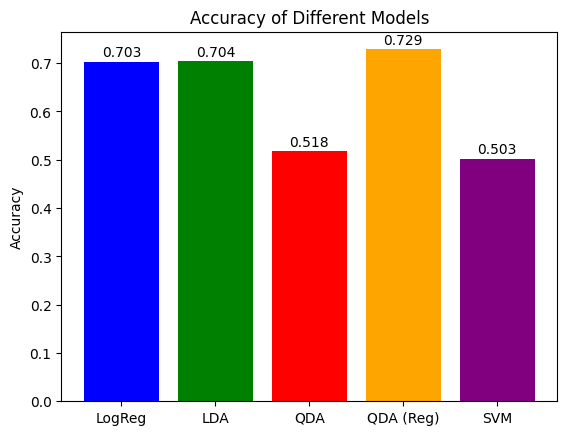 Accuracy of Different Models
Accuracy
0.7
0.6
0.5
0.4
0.3
0.2
0.1
0.0
0.703
0.704
0.518
0.729
0.503
LogReg
LDA
QDA
QDA (Reg)
SVM